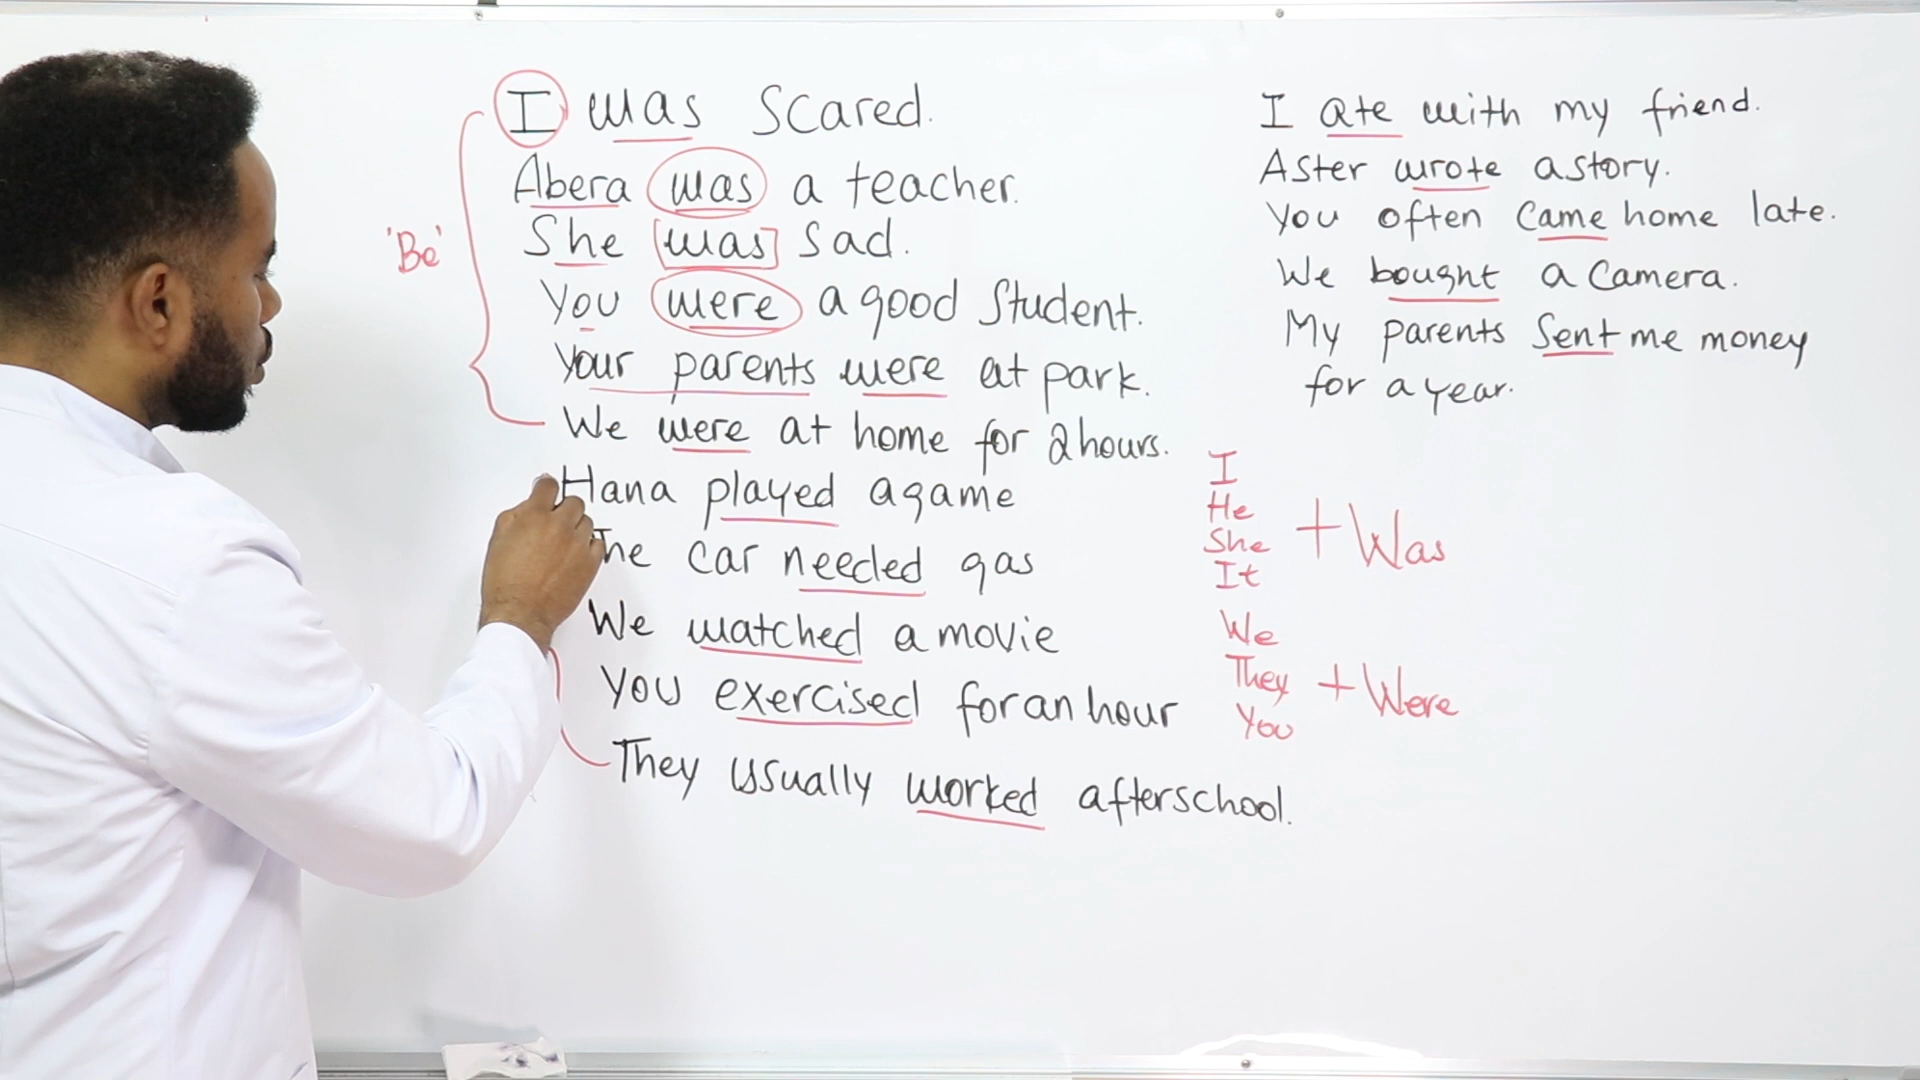 I was scared.
Abera was a teacher.
She was sad.
'Be'
You were a good student.
Your parents were at park.
We were at home for 2 hours.
Hana played a game
The car needed gas
We watched a movie
You exercised for an hour
They usually worked afterschool.
I ate with my friend.
Aster wrote a story.
You often came home late.
We bought a camera.
My parents sent me money
for a year.
I
He
She
It
+ Was
We
They
You
+ Were